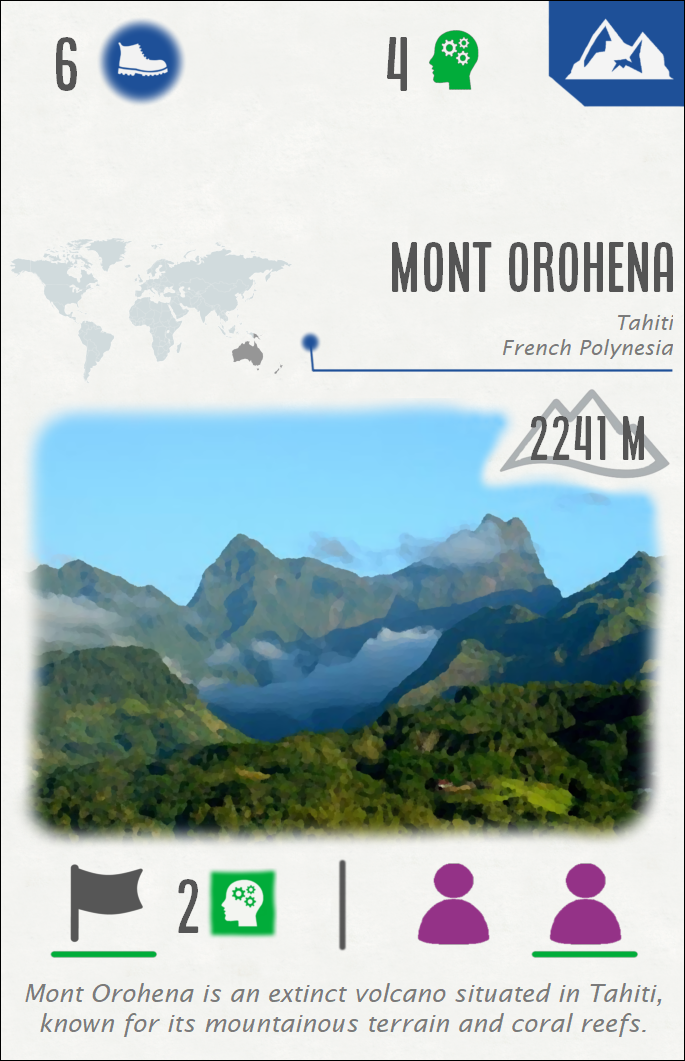 6
4
MONT OROHENA
Tahiti
French Polynesia
2241 M
2
Mont Orohena is an extinct volcano situated in Tahiti,
known for its mountainous terrain and coral reefs.